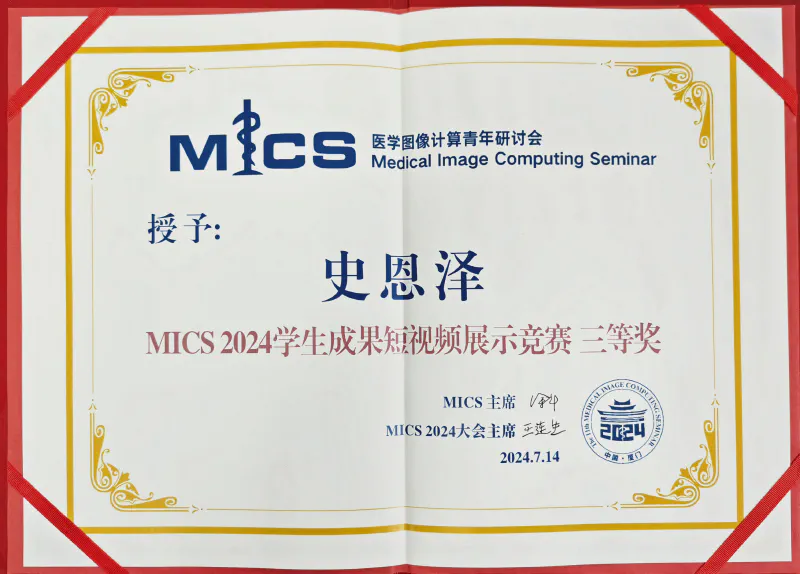 MICS
医学图像计算青年研讨会
Medical Image Computing Seminar
授予:
史恩泽
MICS 2024学生成果短视频展示竞赛 三等奖
MICS 主席
MICS 2024大会主席 王连生
2024.7.14
The 11th MEDICAL IMAGE COMPUTING SEMINAR
2024
中国·厦门